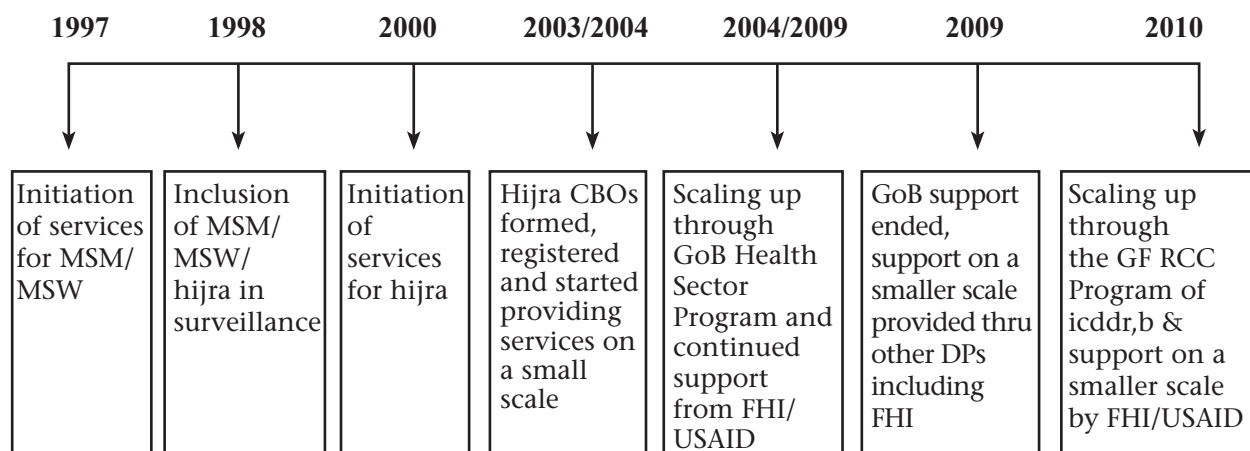 1997 1998 2000 2003/2004 2004/2009 2009 2010
Initiation
of services
for MSM/
MSW
Inclusion
of MSM/
MSW/
hijra in
surveillance
Initiation
of
services
for hijra
Hijra CBOs
formed,
registered
and started
providing
services on
a small
scale
Scaling up
through
GoB Health
Sector
Program and
continued
support
from FHI/
USAID
GoB support
ended,
support on a
smaller scale
provided thru
other DPs
including
FHI
Scaling up
through
the GF RCC
Program of
icddr,b &
support on a
smaller scale
by FHI/USAID